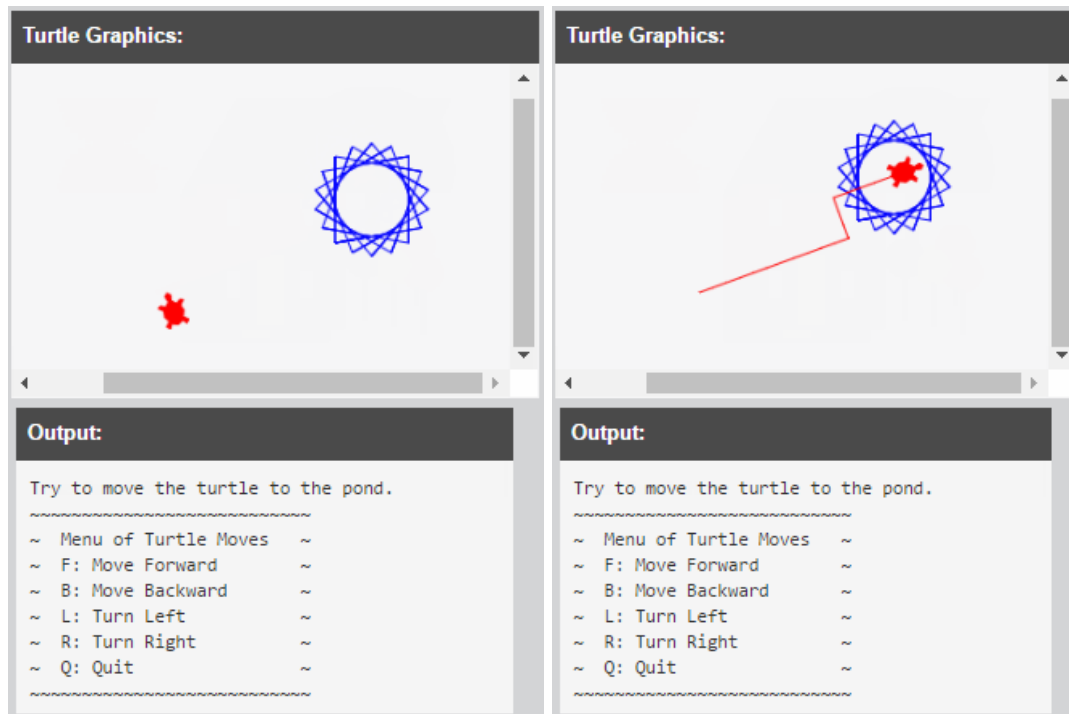 Turtle Graphics:
Output:
Try to move the turtle to the pond.
~~~~~~~~~~~~~~~~~~~~~~~~~~~
~  Menu of Turtle Moves   ~
~  F: Move Forward        ~
~  B: Move Backward       ~
~  L: Turn Left           ~
~  R: Turn Right          ~
~  Q: Quit                ~
~~~~~~~~~~~~~~~~~~~~~~~~~~~
Turtle Graphics:
Output:
Try to move the turtle to the pond.
~~~~~~~~~~~~~~~~~~~~~~~~~~~
~  Menu of Turtle Moves   ~
~  F: Move Forward        ~
~  B: Move Backward       ~
~  L: Turn Left           ~
~  R: Turn Right          ~
~  Q: Quit                ~
~~~~~~~~~~~~~~~~~~~~~~~~~~~